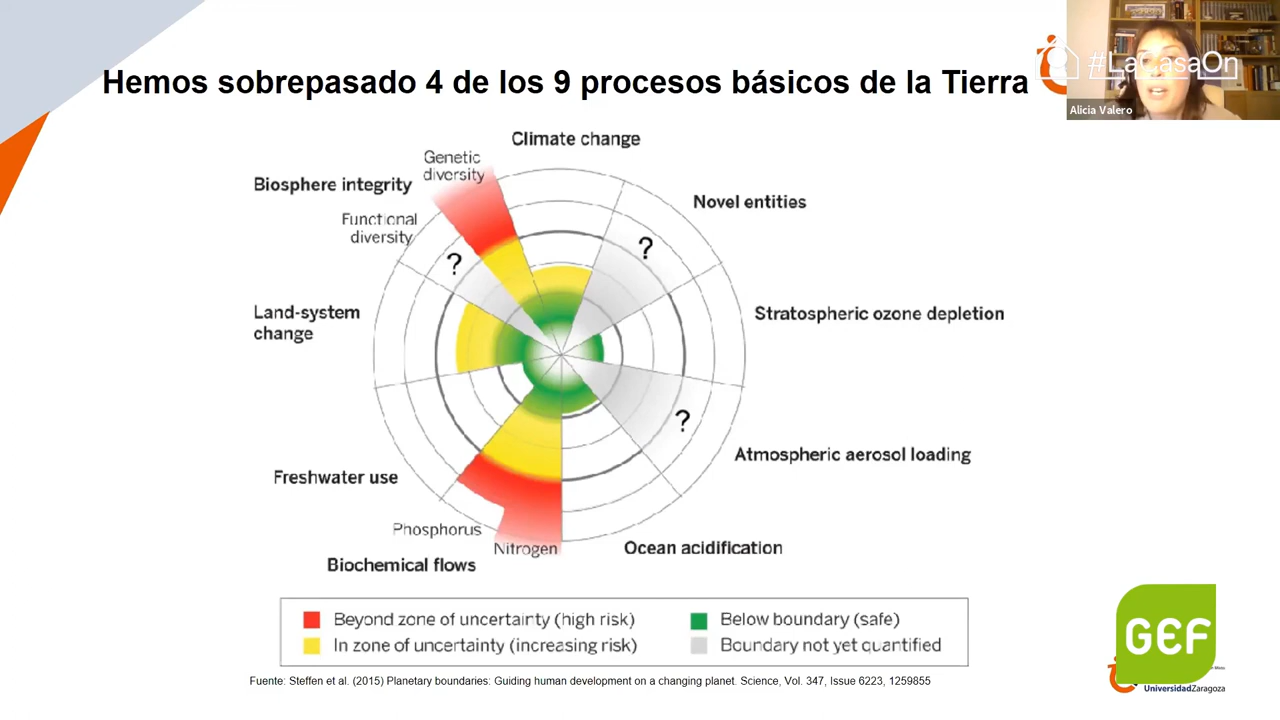 Hemos sobrepasado 4 de los 9 procesos básicos de la Tierra
#LaCasaOn
Alicia Valero
Climate change
Genetic
diversity
Biosphere integrity
Novel entities
Functional
diversity
?
?
Land-system
change
Stratospheric ozone depletion
?
Atmospheric aerosol loading
Freshwater use
Phosphorus
Nitrogen
Ocean acidification
Biochemical flows
Beyond zone of uncertainty (high risk)
Below boundary (safe)
In zone of uncertainty (increasing risk)
Boundary not yet quantified
Fuente: Steffen et al. (2015) Planetary boundaries: Guiding human development on a changing planet. Science, Vol. 347, Issue 6223, 1259855
GEF
UniversidadZaragoza